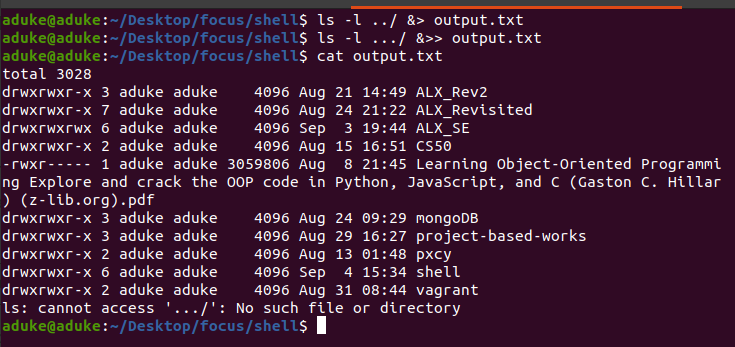 aduke@aduke:~/Desktop/focus/shell$ ls -l ../ &> output.txt
aduke@aduke:~/Desktop/focus/shell$ ls -l .../ &>> output.txt
aduke@aduke:~/Desktop/focus/shell$ cat output.txt
total 3028
drwxrwxr-x 3 aduke aduke    4096 Aug 21 14:49 ALX_Rev2
drwxrwxr-x 7 aduke aduke    4096 Aug 24 21:22 ALX_Revisited
drwxrwxrwx 6 aduke aduke    4096 Sep  3 19:44 ALX_SE
drwxrwxr-x 2 aduke aduke    4096 Aug 15 16:51 CS50
-rwxr----- 1 aduke aduke 3059806 Aug  8 21:45 Learning Object-Oriented Programmi
ng Explore and crack the OOP code in Python, JavaScript, and C (Gaston C. Hillar
) (z-lib.org).pdf
drwxrwxr-x 3 aduke aduke    4096 Aug 24 09:29 mongoDB
drwxrwxr-x 3 aduke aduke    4096 Aug 29 16:27 project-based-works
drwxrwxr-x 2 aduke aduke    4096 Aug 13 01:48 pxcy
drwxrwxr-x 6 aduke aduke    4096 Sep  4 15:34 shell
drwxrwxr-x 2 aduke aduke    4096 Aug 31 08:44 vagrant
ls: cannot access '.../': No such file or directory
aduke@aduke:~/Desktop/focus/shell$